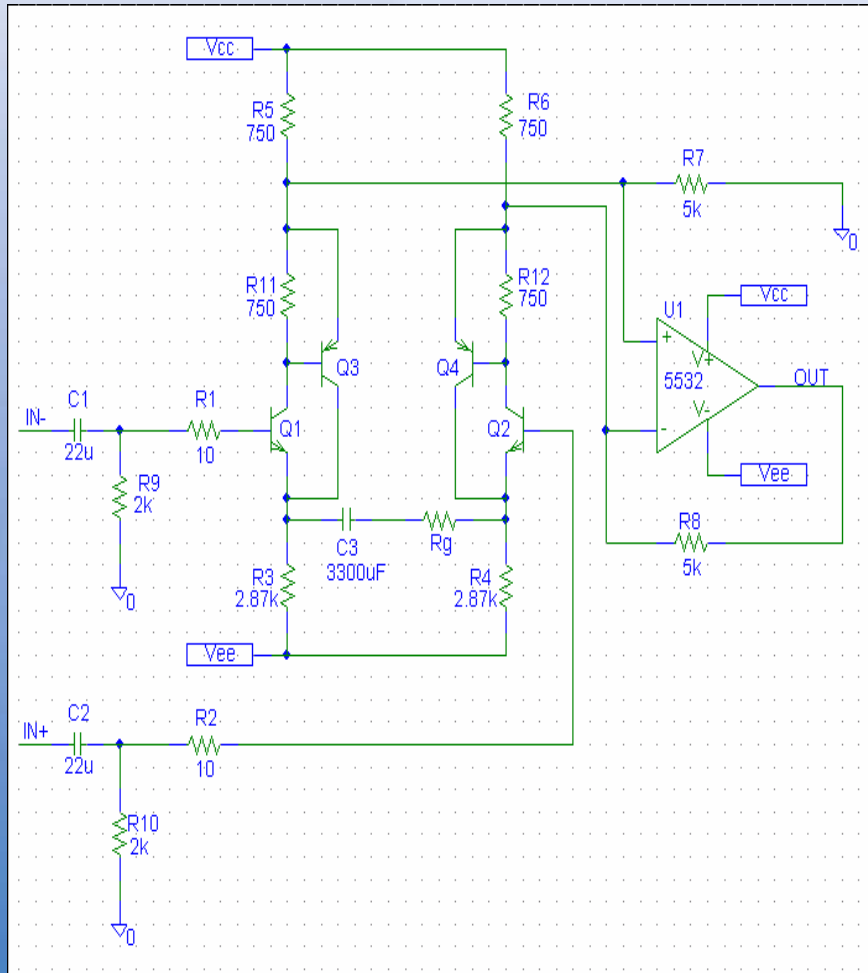 Vcc
R5
750
R6
750
R7
5k
0
R11
750
R12
750
Vcc
U1
Q3
Q4
+
V+
5532
OUT
C1
R1
IN-
Q1
Q2
V-
-
22u
10
Vee
R9
2k
R8
5k
C3
3300uF
Rg
R3
2.87k
R4
2.87k
0
Vee
C2
R2
IN+
22u
10
R10
2k
0